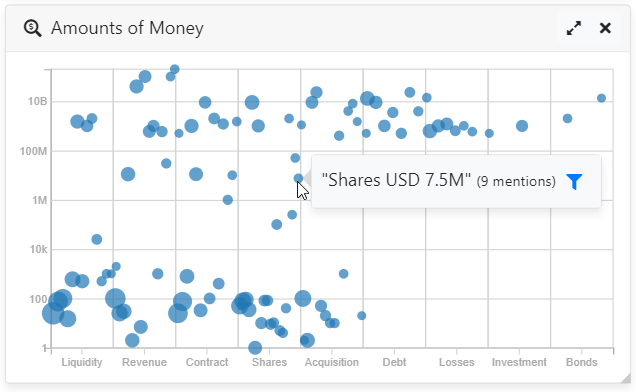 Amounts of Money
10B
100M
"Shares USD 7.5M" (9 mentions)
1M
10k
100
1
Liquidity Revenue Contract Shares Acquisition Debt Losses Investment Bonds